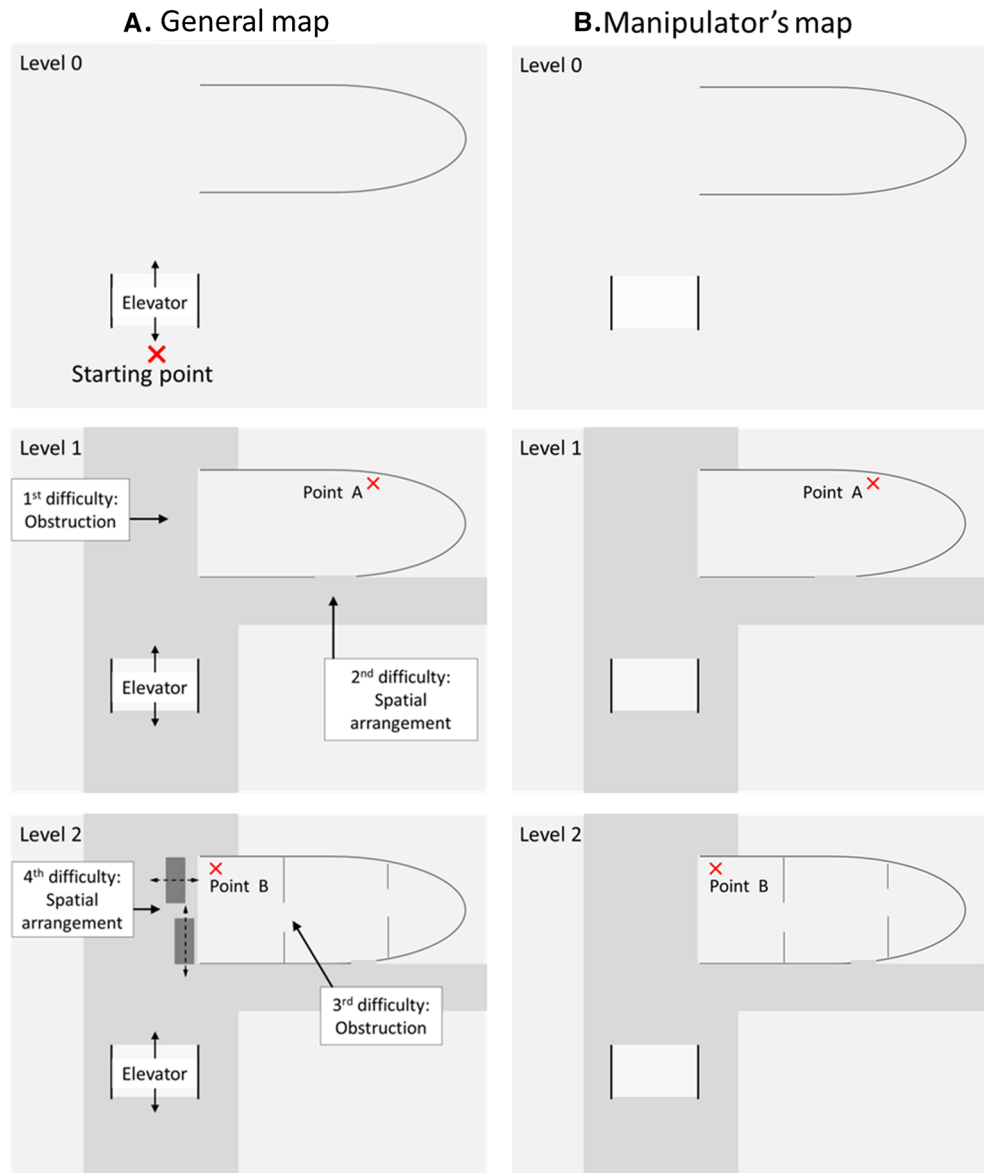 A. General map
B. Manipulator's map
Level 0
Elevator
Starting point
Level 0
Level 1
1st difficulty:
Obstruction
Point A
Elevator
2nd difficulty:
Spatial
arrangement
Level 1
Point A
Level 2
4th difficulty:
Spatial
arrangement
Point B
3rd difficulty:
Obstruction
Elevator
Level 2
Point B